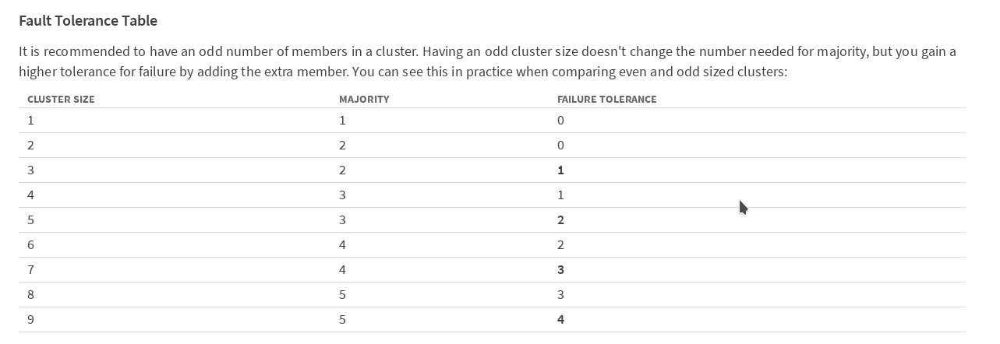 Fault Tolerance Table
It is recommended to have an odd number of members in a cluster. Having an odd cluster size doesn't change the number needed for majority, but you gain a
higher tolerance for failure by adding the extra member. You can see this in practice when comparing even and odd sized clusters:
CLUSTER SIZE MAJORITY FAILURE TOLERANCE
1 1 0
2 2 0
3 2 1
4 3 1
5 3 2
6 4 2
7 4 3
8 5 3
9 5 4